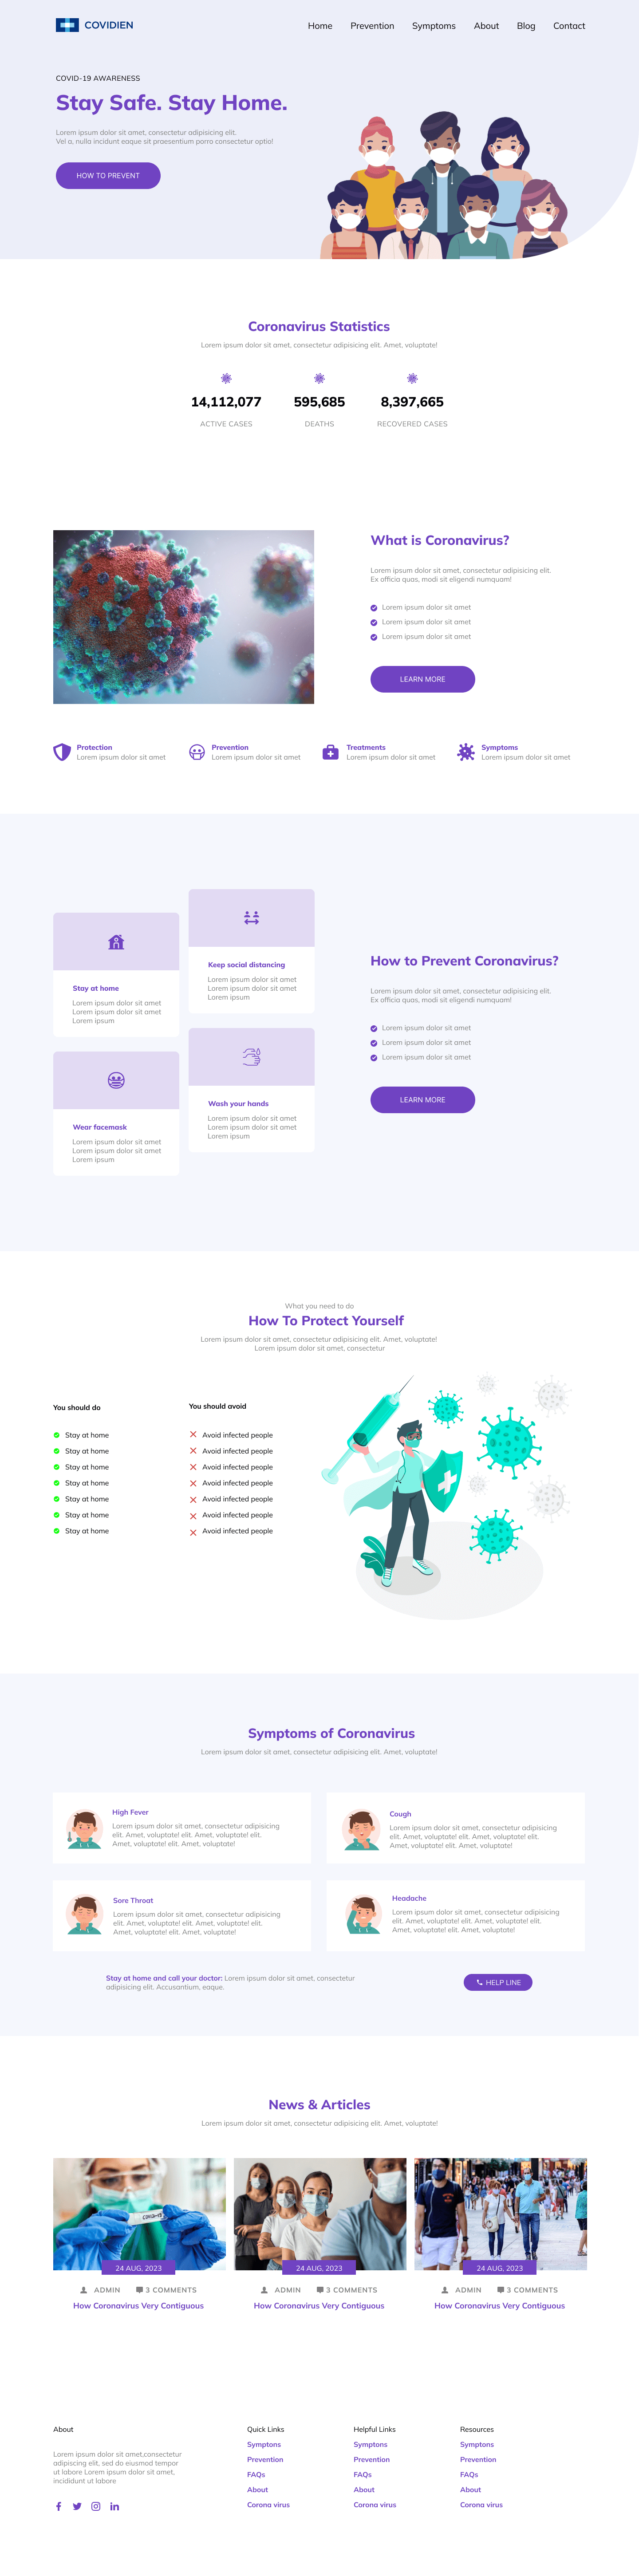 COVIDIEN
Home Prevention Symptoms About Blog Contact
COVID-19 AWARENESS
Stay Safe. Stay Home.
Lorem ipsum dolor sit amet, consectetur adipisicing elit.
Vel a, nulla incidunt eaque sit praesentium porro consectetur optio!
HOW TO PREVENT
Coronavirus Statistics
Lorem ipsum dolor sit amet, consectetur adipisicing elit. Amet, voluptate!
14,112,077
ACTIVE CASES
595,685
DEATHS
8,397,665
RECOVERED CASES
What is Coronavirus?
Lorem ipsum dolor sit amet, consectetur adipisicing elit.
Ex officia quas, modi sit eligendi numquam!
Lorem ipsum dolor sit amet
Lorem ipsum dolor sit amet
Lorem ipsum dolor sit amet
LEARN MORE
Protection
Lorem ipsum dolor sit amet
Prevention
Lorem ipsum dolor sit amet
Treatments
Lorem ipsum dolor sit amet
Symptoms
Lorem ipsum dolor sit amet
Stay at home
Lorem ipsum dolor sit amet
Lorem ipsum dolor sit amet
Lorem ipsum
Keep social distancing
Lorem ipsum dolor sit amet
Lorem ipsum dolor sit amet
Lorem ipsum
Wear facemask
Lorem ipsum dolor sit amet
Lorem ipsum dolor sit amet
Lorem ipsum
Wash your hands
Lorem ipsum dolor sit amet
Lorem ipsum dolor sit amet
Lorem ipsum
How to Prevent Coronavirus?
Lorem ipsum dolor sit amet, consectetur adipisicing elit.
Ex officia quas, modi sit eligendi numquam!
Lorem ipsum dolor sit amet
Lorem ipsum dolor sit amet
Lorem ipsum dolor sit amet
LEARN MORE
What you need to do
How To Protect Yourself
Lorem ipsum dolor sit amet, consectetur adipisicing elit. Amet, voluptate!
Lorem ipsum dolor sit amet, consectetur
You should do
Stay at home
Stay at home
Stay at home
Stay at home
Stay at home
Stay at home
Stay at home
You should avoid
Avoid infected people
Avoid infected people
Avoid infected people
Avoid infected people
Avoid infected people
Avoid infected people
Avoid infected people
Symptoms of Coronavirus
Lorem ipsum dolor sit amet, consectetur adipisicing elit. Amet, voluptate!
High Fever
Lorem ipsum dolor sit amet, consectetur adipisicing
elit. Amet, voluptate! elit. Amet, voluptate! elit.
Amet, voluptate! elit. Amet, voluptate!
Cough
Lorem ipsum dolor sit amet, consectetur adipisicing
elit. Amet, voluptate! elit. Amet, voluptate! elit.
Amet, voluptate! elit. Amet, voluptate!
Sore Throat
Lorem ipsum dolor sit amet, consectetur adipisicing
elit. Amet, voluptate! elit. Amet, voluptate! elit.
Amet, voluptate! elit. Amet, voluptate!
Headache
Lorem ipsum dolor sit amet, consectetur adipisicing
elit. Amet, voluptate! elit. Amet, voluptate! elit.
Amet, voluptate! elit. Amet, voluptate!
Stay at home and call your doctor: Lorem ipsum dolor sit amet, consectetur
adipisicing elit. Accusantium, eaque.
HELP LINE
News & Articles
Lorem ipsum dolor sit amet, consectetur adipisicing elit. Amet, voluptate!
COVID-19
24 AUG, 2023
ADMIN 3 COMMENTS
How Coronavirus Very Contiguous
24 AUG, 2023
ADMIN 3 COMMENTS
How Coronavirus Very Contiguous
24 AUG, 2023
ADMIN 3 COMMENTS
How Coronavirus Very Contiguous
About
Lorem ipsum dolor sit amet,consectetur
adipiscing elit, sed do eiusmod tempor
ut labore Lorem ipsum dolor sit amet,
incididunt ut labore
Quick Links
Symptons
Prevention
FAQs
About
Corona virus
Helpful Links
Symptons
Prevention
FAQs
About
Corona virus
Resources
Symptons
Prevention
FAQs
About
Corona virus